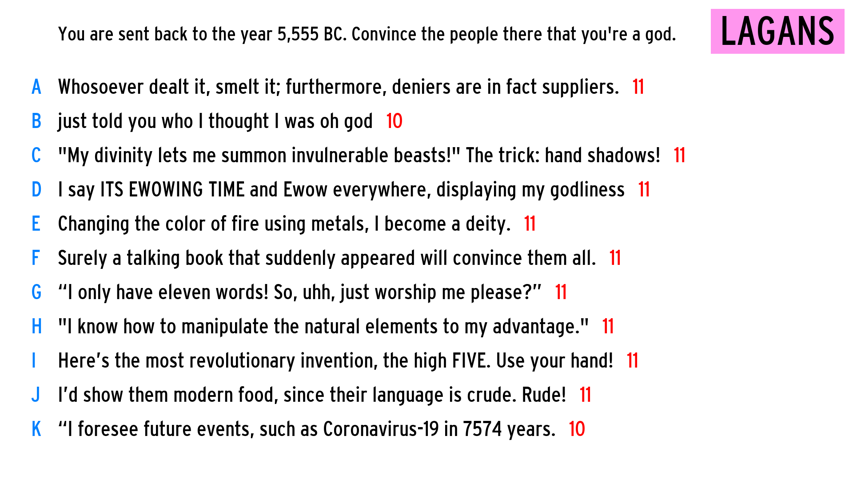 You are sent back to the year 5,555 BC. Convince the people there that you're a god.
LAGANS
A Whosoever dealt it, smelt it; furthermore, deniers are in fact suppliers. 11
B just told you who I thought I was oh god 10
C "My divinity lets me summon invulnerable beasts!" The trick: hand shadows! 11
D I say ITS EWOWING TIME and Ewow everywhere, displaying my godliness 11
E Changing the color of fire using metals, I become a deity. 11
F Surely a talking book that suddenly appeared will convince them all. 11
G “I only have eleven words! So, uhh, just worship me please?” 11
H "I know how to manipulate the natural elements to my advantage." 11
I Here’s the most revolutionary invention, the high FIVE. Use your hand! 11
J I’d show them modern food, since their language is crude. Rude! 11
K “I foresee future events, such as Coronavirus-19 in 7574 years. 10